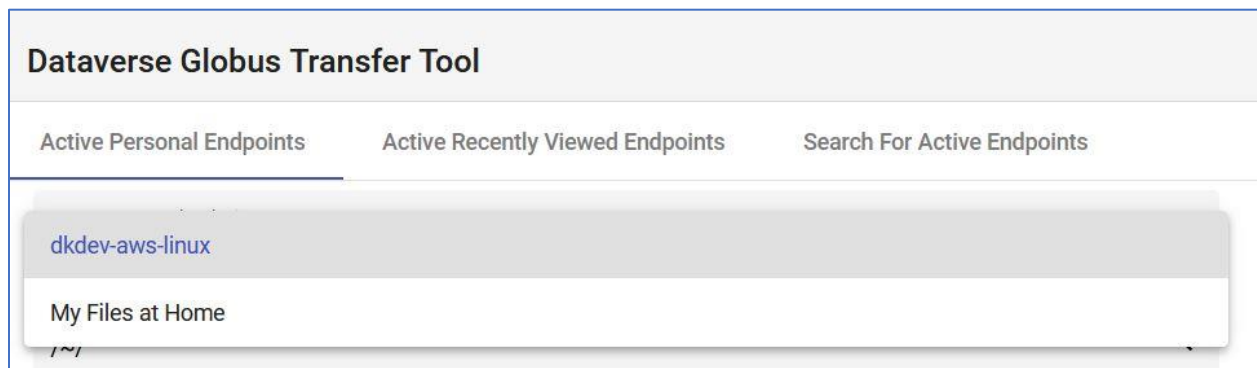 Dataverse Globus Transfer Tool
Active Personal Endpoints Active Recently Viewed Endpoints Search For Active Endpoints
dkdev-aws-linux
My Files at Home
/~/